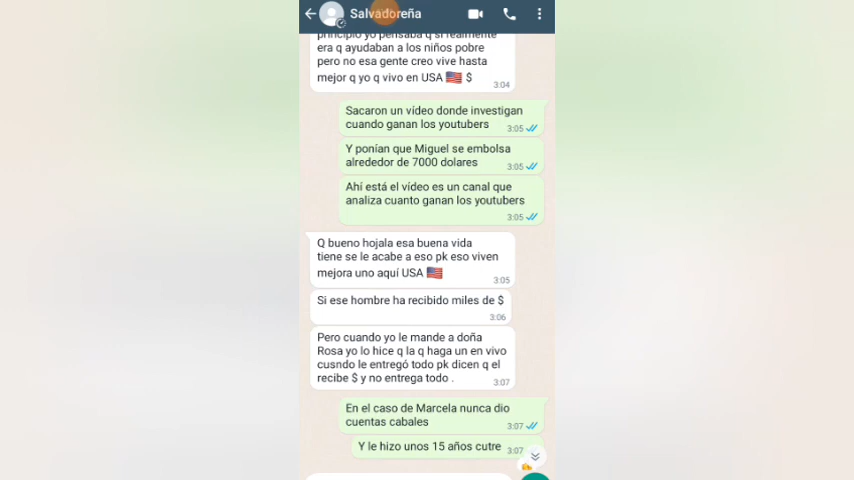 Salvadoreña
principio yo pensaba q si realmente
era q ayudaban a los niños pobre
pero no esa gente creo vive hasta
mejor q yo q vivo en USA 🇺🇸 $
3:04
Sacaron un vídeo donde investigan
cuando ganan los youtubers
3:05
Y ponían que Miguel se embolsa
alrededor de 7000 dolares
3:05
Ahí está el vídeo es un canal que
analiza cuanto ganan los youtubers
3:05
Q bueno hojala esa buena vida
tiene se le acabe a eso pk eso viven
mejora uno aquí USA 🇺🇸
3:05
Si ese hombre ha recibido miles de $
3:06
Pero cuando yo le mande a doña
Rosa yo lo hice q la q haga un en vivo
cusndo le entregó todo pk dicen q el
recibe $ y no entrega todo .
3:07
En el caso de Marcela nunca dio
cuentas cabales
3:07
Y le hizo unos 15 años cutre
3:07